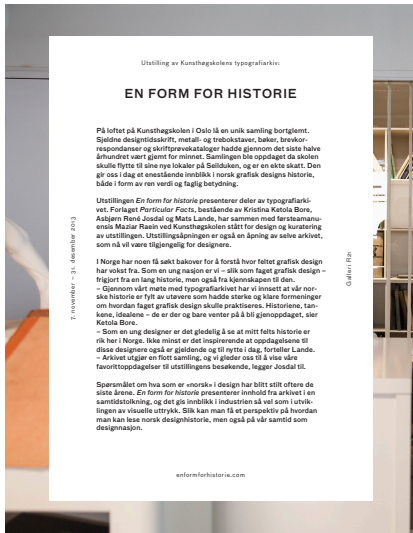 Utstilling av Kunsthøgskolens typografiarkiv:
EN FORM FOR HISTORIE
På loftet på Kunsthøgskolen i Oslo lå en unik samling bortglemt.
Sjeldne designtidsskrift, metall- og trebokstaver, bøker, brevkor-
respondanser og skriftprøvekataloger hadde gjennom det siste halve
århundret vært gjemt for minnet. Samlingen ble oppdaget da skolen
skulle flytte til sine nye lokaler på Seilduken, og er en ekte skatt. Den
gir oss i dag et enestående innblikk i norsk grafisk designs historie,
både i form av ren verdi og faglig betydning.
Utstillingen En form for historie presenterer deler av typografiarki-
vet. Forlaget Particular Facts, bestående av Kristina Ketola Bore,
Asbjørn René Josdal og Mats Lande, har sammen med førsteamanu-
ensis Maziar Raein ved Kunsthøgskolen stått for design og kuratering
av utstillingen. Utstillingsåpningen er også en åpning av selve arkivet,
som nå vil være tilgjengelig for designere.
I Norge har noen få søkt bakover for å forstå hvor feltet grafisk design
har vokst fra. Som en ung nasjon er vi – slik som faget grafisk design –
frigjort fra en lang historie, men også fra kjennskapen til den.
– Gjennom vårt møte med typografiarkivet har vi innsett at vår nor-
ske historie er fylt av utøvere som hadde sterke og klare formeninger
om hvordan faget grafisk design skulle praktiseres. Historiene, tan-
kene, idealene – de er der og bare venter på å bli gjenoppdaget, sier
Ketola Bore.
– Som en ung designer er det gledelig å se at mitt felts historie er
rik her i Norge. Ikke minst er det inspirerende at oppdagelsene til
disse designere også er gjeldende og til nytte i dag, forteller Lande.
– Arkivet utgjør en flott samling, og vi gleder oss til å vise våre
favorittoppdagelser til utstillingens besøkende, legger Josdal til.
Spørsmålet om hva som er «norsk» i design har blitt stilt oftere de
siste årene. En form for historie presenterer innhold fra arkivet i en
samtidstolkning, og det gis innblikk i industrien så vel som i utvik-
lingen av visuelle uttrykk. Slik kan man få et perspektiv på hvordan
man kan lese norsk designhistorie, men også på vår samtid som
designnasjon.
7. november – 31. desember 2013
Galleri R21
enformforhistorie.com